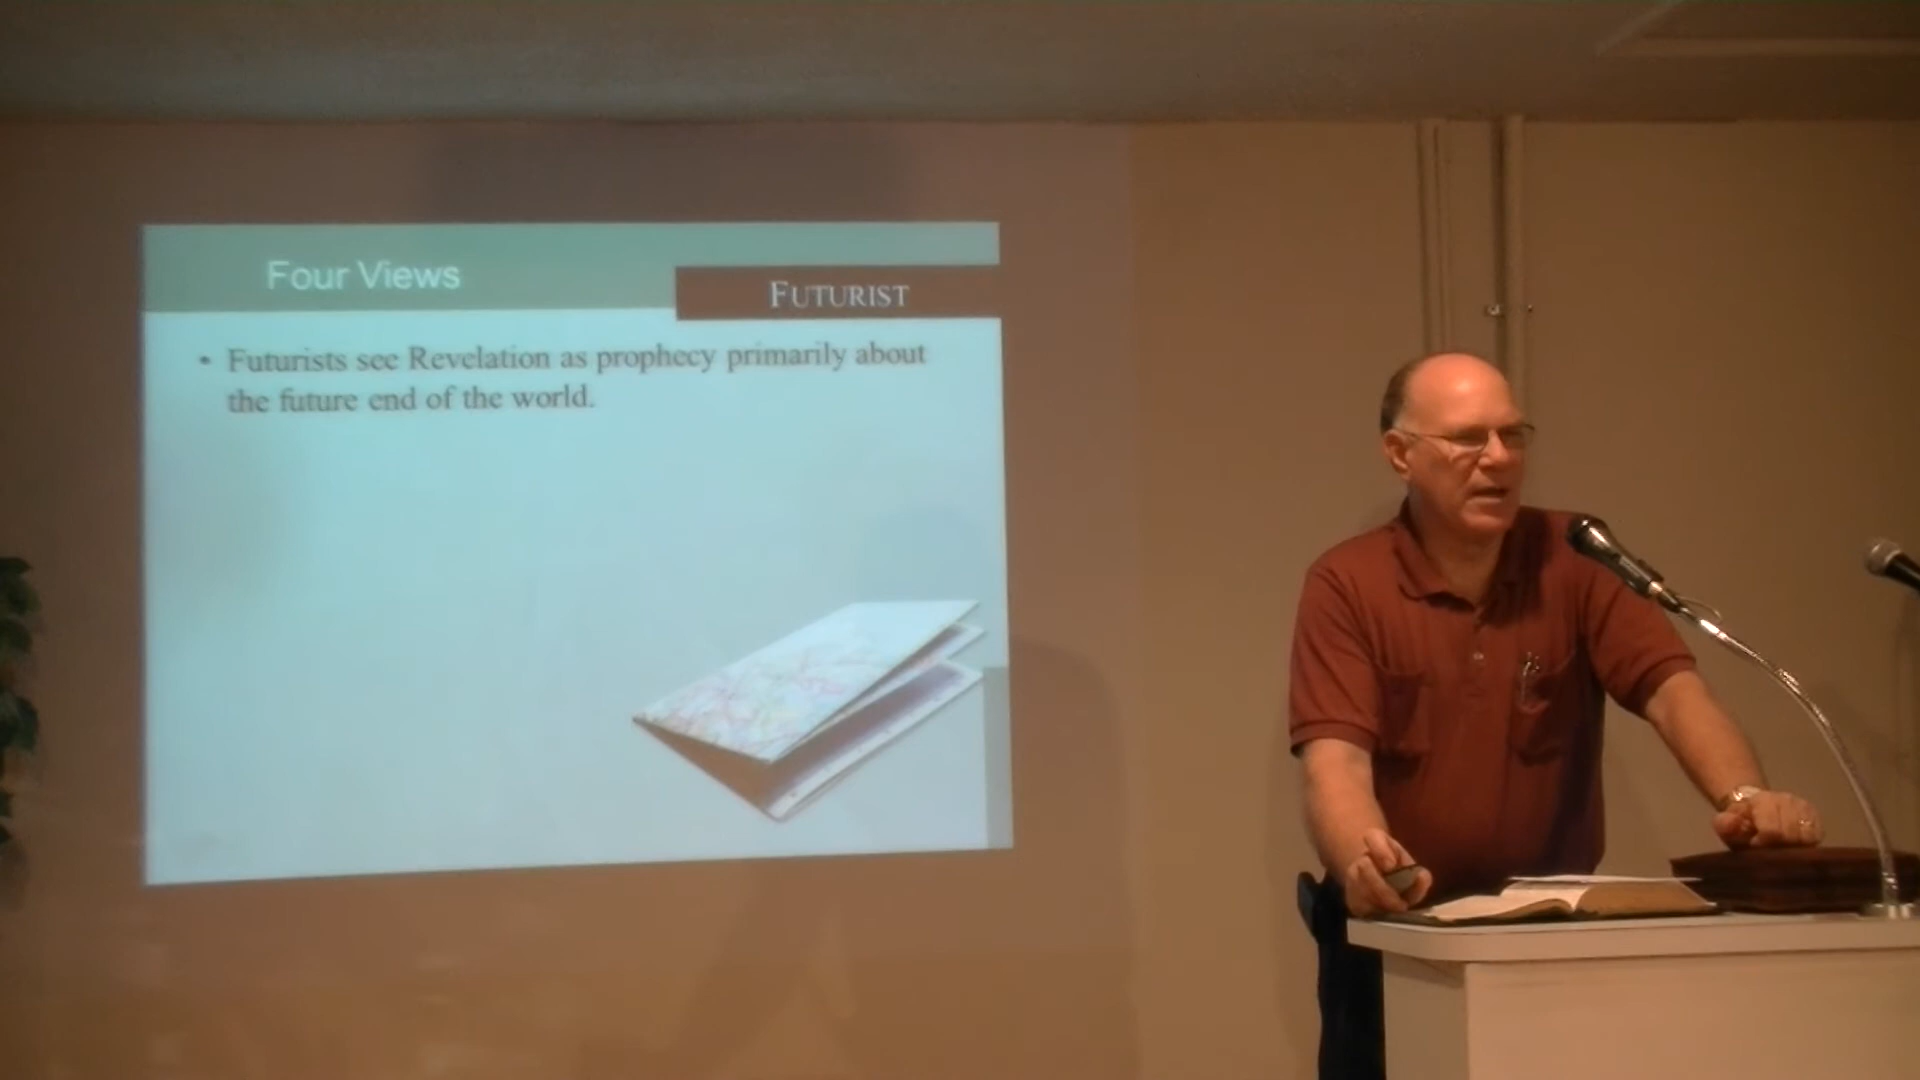 Four Views
FUTURIST
• Futurists see Revelation as prophecy primarily about
the future end of the world.